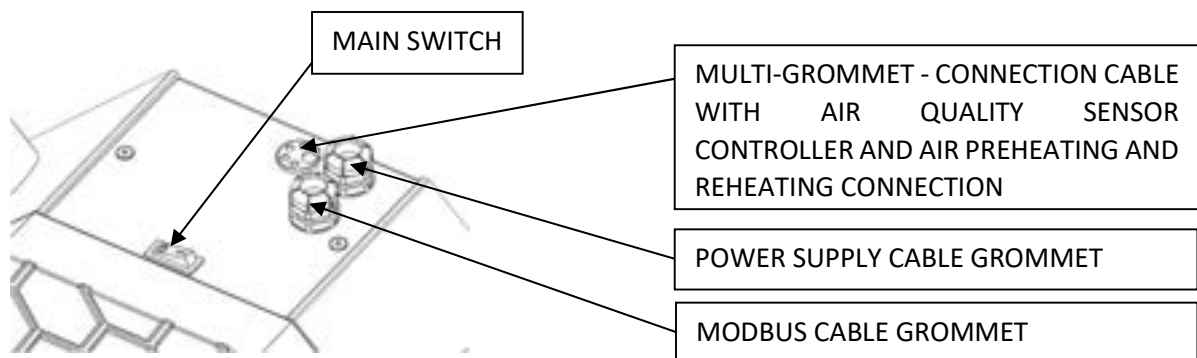 MAIN SWITCH
MULTI-GROMMET - CONNECTION CABLE
WITH AIR QUALITY SENSOR
CONTROLLER AND AIR PREHEATING AND
REHEATING CONNECTION
POWER SUPPLY CABLE GROMMET
MODBUS CABLE GROMMET